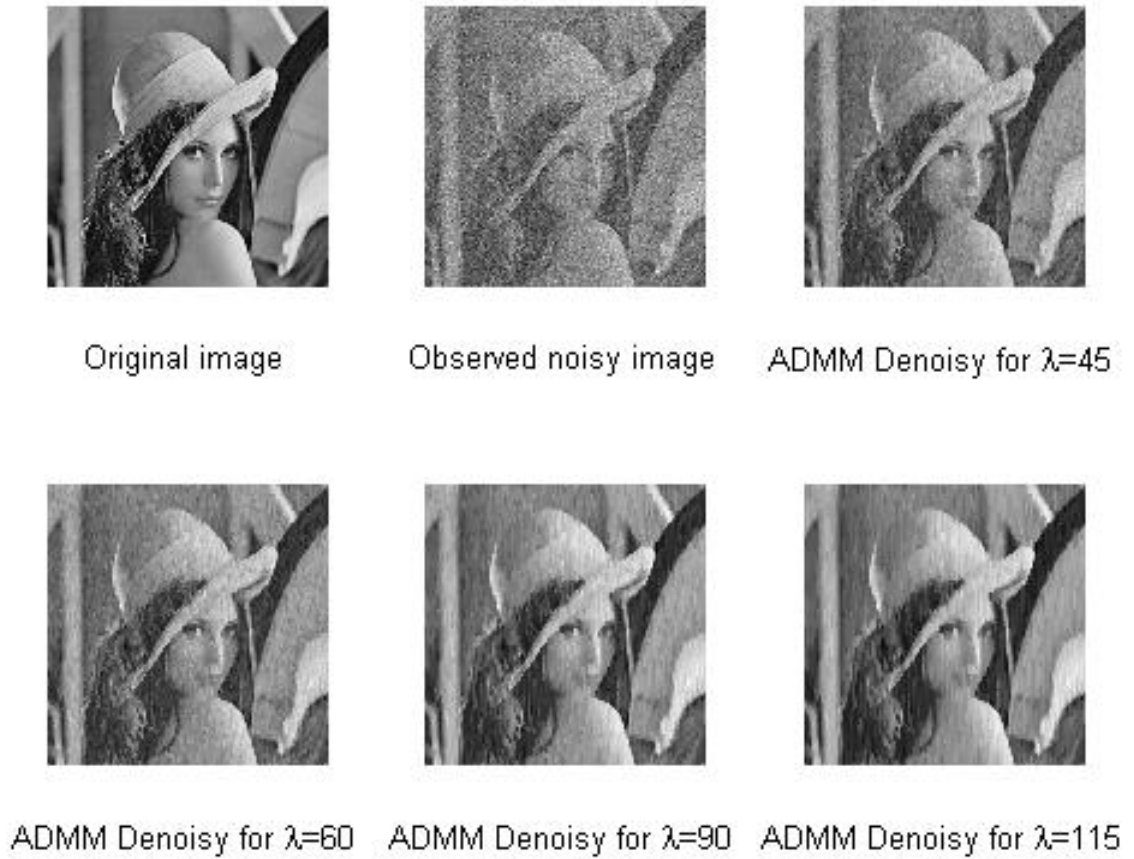 Original image
Observed noisy image
ADMM Denoisy for λ=45
ADMM Denoisy for λ=60
ADMM Denoisy for λ=90
ADMM Denoisy for λ=115